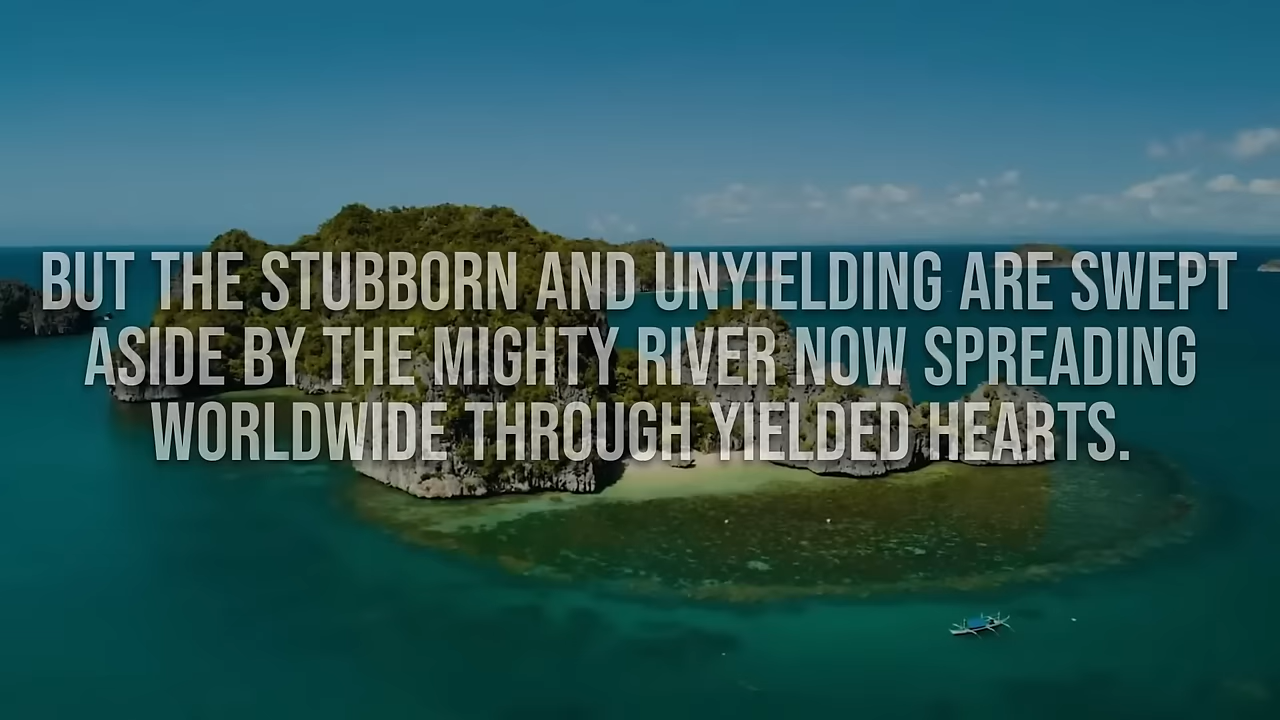 BUT THE STUBBORN AND UNYIELDING ARE SWEPT
ASIDE BY THE MIGHTY RIVER NOW SPREADING
WORLDWIDE THROUGH YIELDED HEARTS.